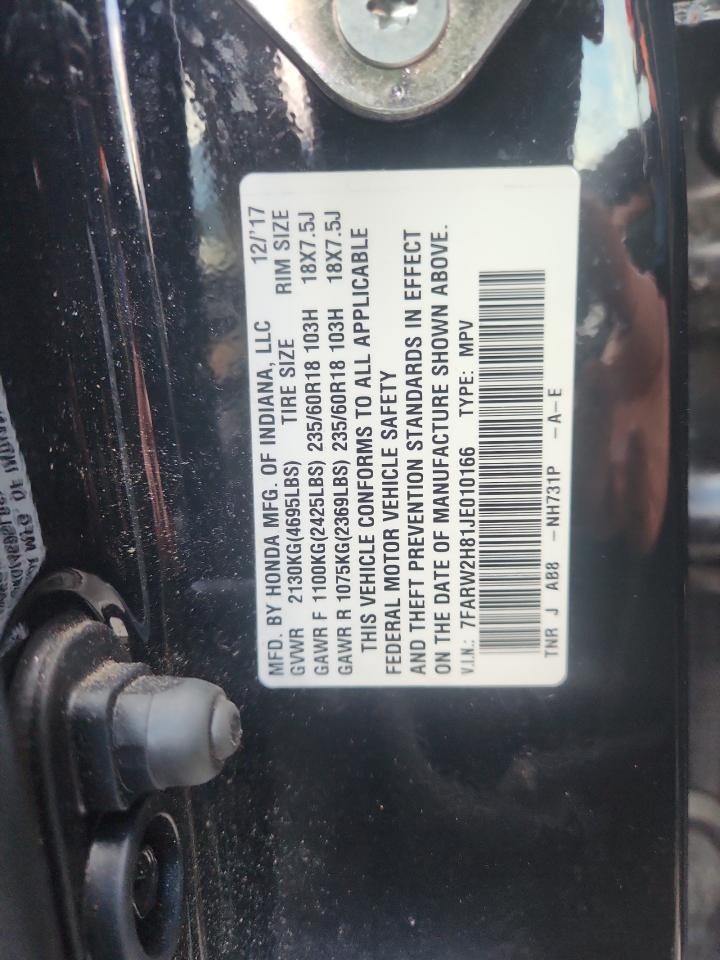 MFD. BY HONDA MFG. OF INDIANA, LLC 12/'17
GVWR 2130KG(4695LBS) TIRE SIZE RIM SIZE
GAWR F 1100KG(2425LBS) 235/60R18 103H 18X7.5J
GAWR R 1075KG(2369LBS) 235/60R18 103H 18X7.5J
THIS VEHICLE CONFORMS TO ALL APPLICABLE
FEDERAL MOTOR VEHICLE SAFETY
AND THEFT PREVENTION STANDARDS IN EFFECT
ON THE DATE OF MANUFACTURE SHOWN ABOVE.
V.I.N.: 7FARW2H81JE010166 TYPE: MPV
TNR J AB8 -NH731P -A-E